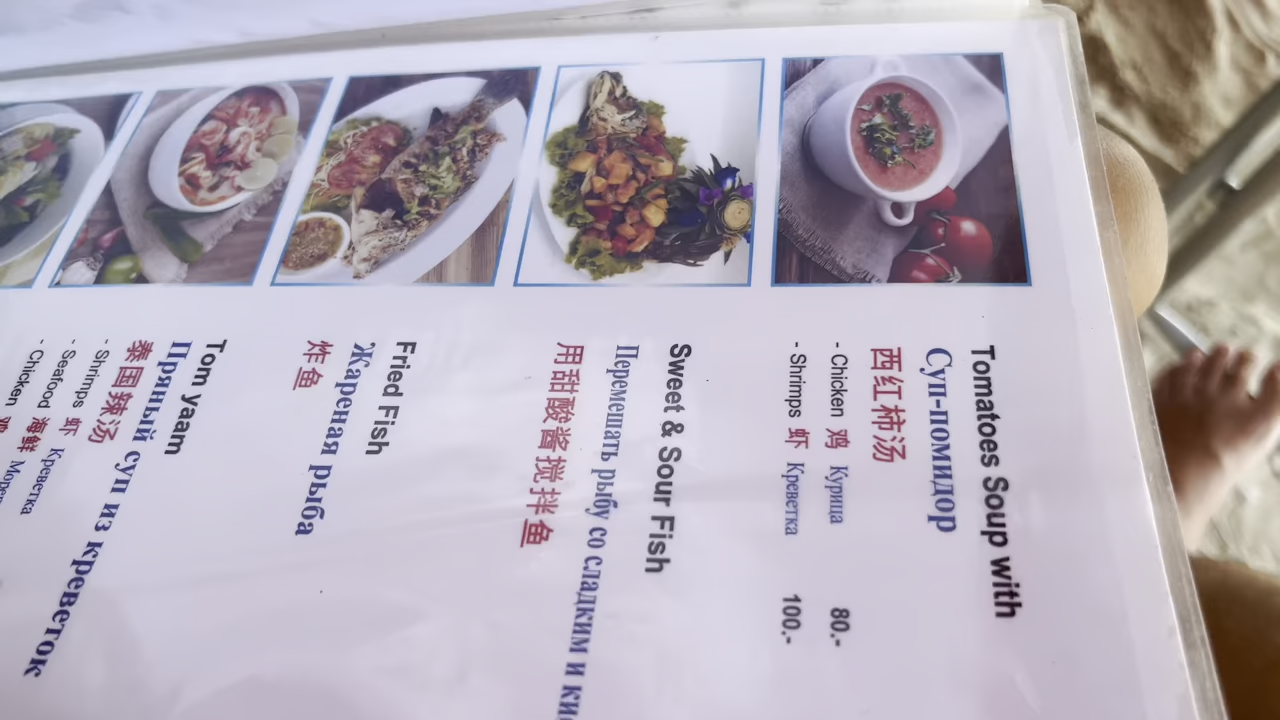 Tomatoes Soup with
Суп-помидор
西红柿汤
- Chicken 鸡 Курица 80.-
- Shrimps 虾 Креветка 100.-
Sweet & Sour Fish
Перемешать рыбу со сладким и
用甜酸酱搅拌鱼
Fried Fish
Жареная рыба
炸鱼
Tom yaam
Пряный суп из креветок
泰国辣汤
- Shrimps 虾 Креветка
- Seafood 海鲜
- Chicken